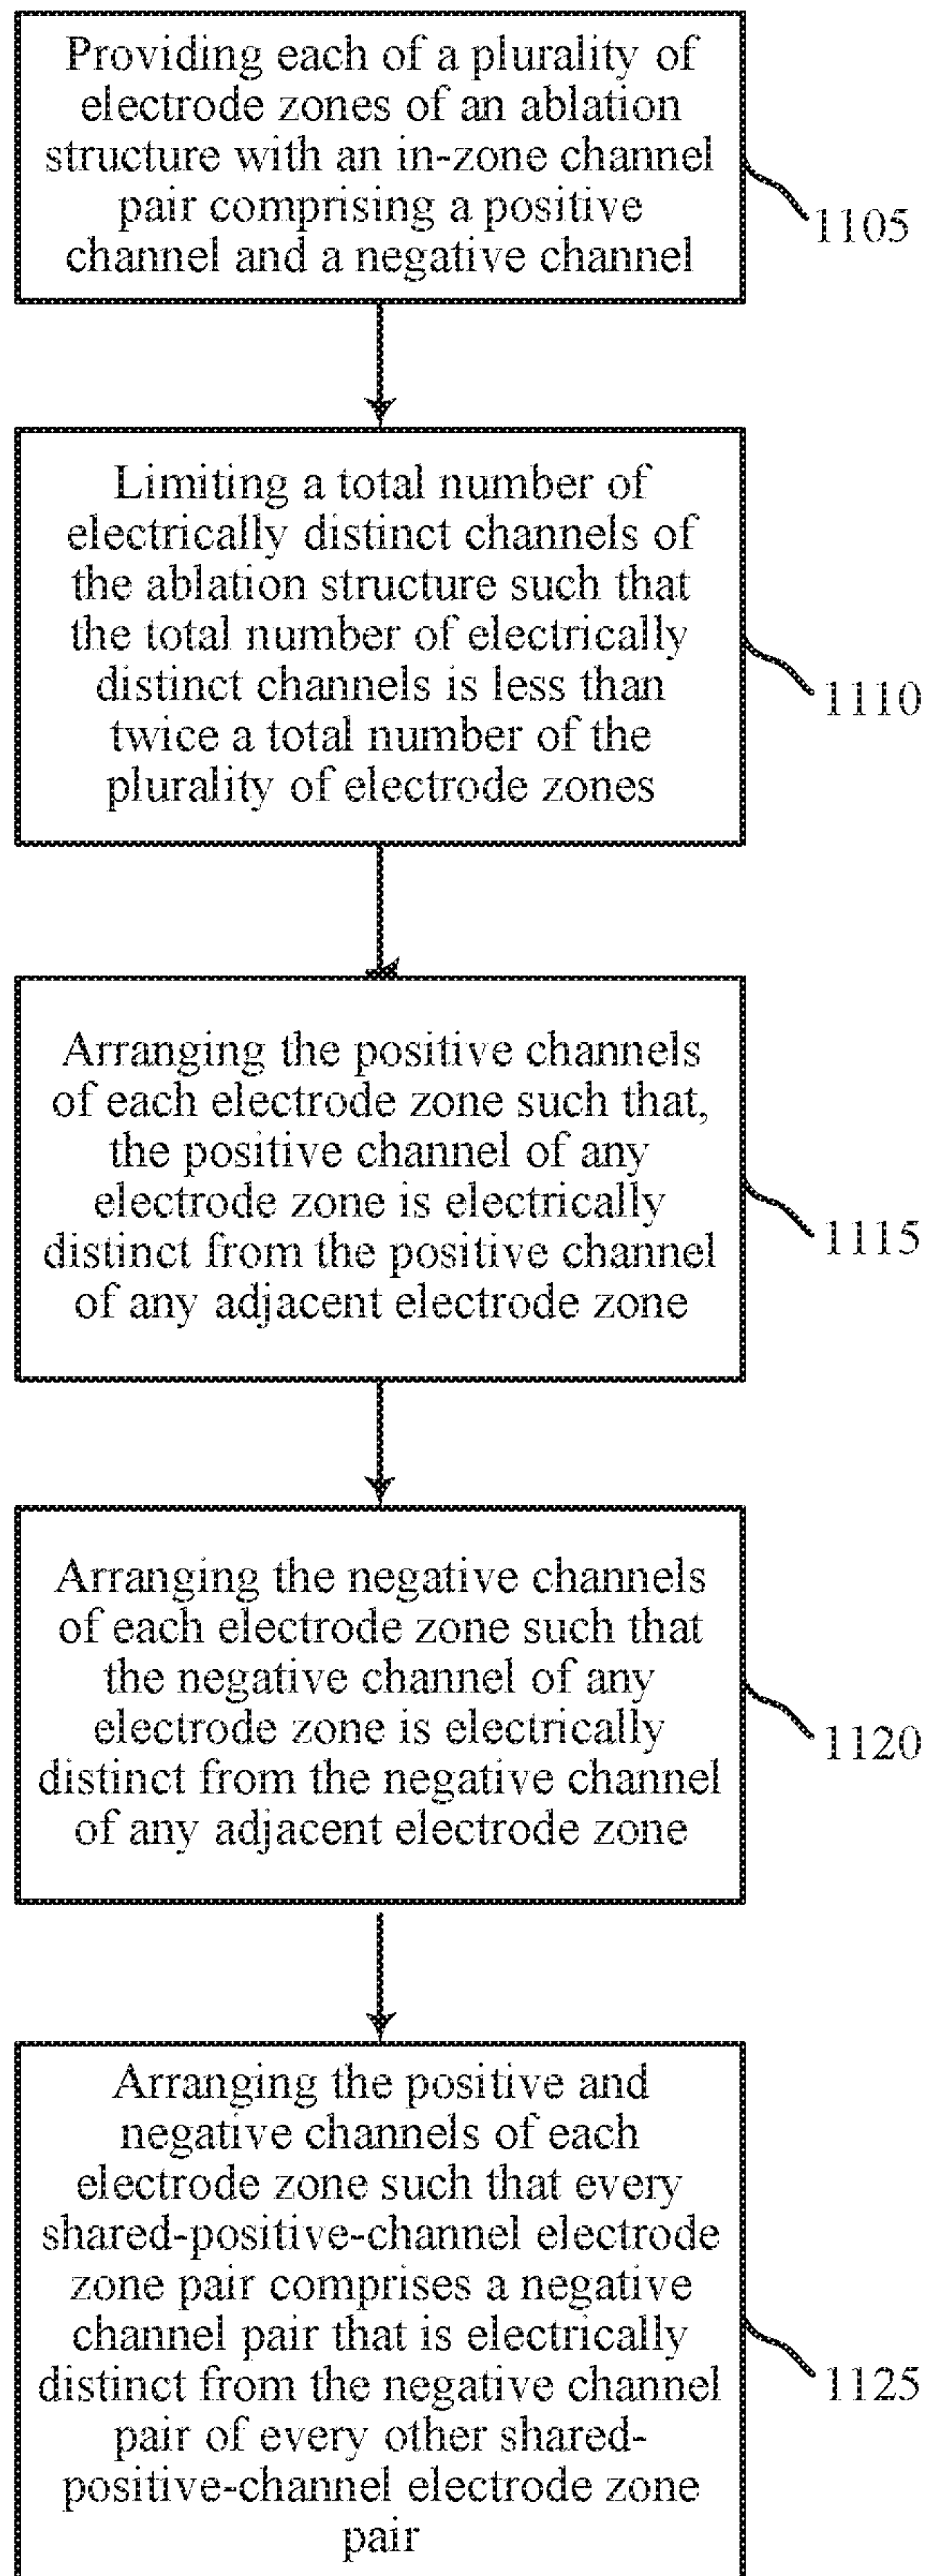 Providing each of a plurality of
electrode zones of an ablation
structure with an in-zone channel
pair comprising a positive
channel and a negative channel
1105
Limiting a total number of
electrically distinct channels of
the ablation structure such that
the total number of electrically
distinct channels is less than
twice a total number of the
plurality of electrode zones
1110
Arranging the positive channels
of each electrode zone such that,
the positive channel of any
electrode zone is electrically
distinct from the positive channel
of any adjacent electrode zone
1115
Arranging the negative channels
of each electrode zone such that
the negative channel of any
electrode zone is electrically
distinct from the negative channel
of any adjacent electrode zone
1120
Arranging the positive and
negative channels of each
electrode zone such that every
shared-positive-channel electrode
zone pair comprises a negative
channel pair that is electrically
distinct from the negative channel
pair of every other shared-
positive-channel electrode zone
pair
1125